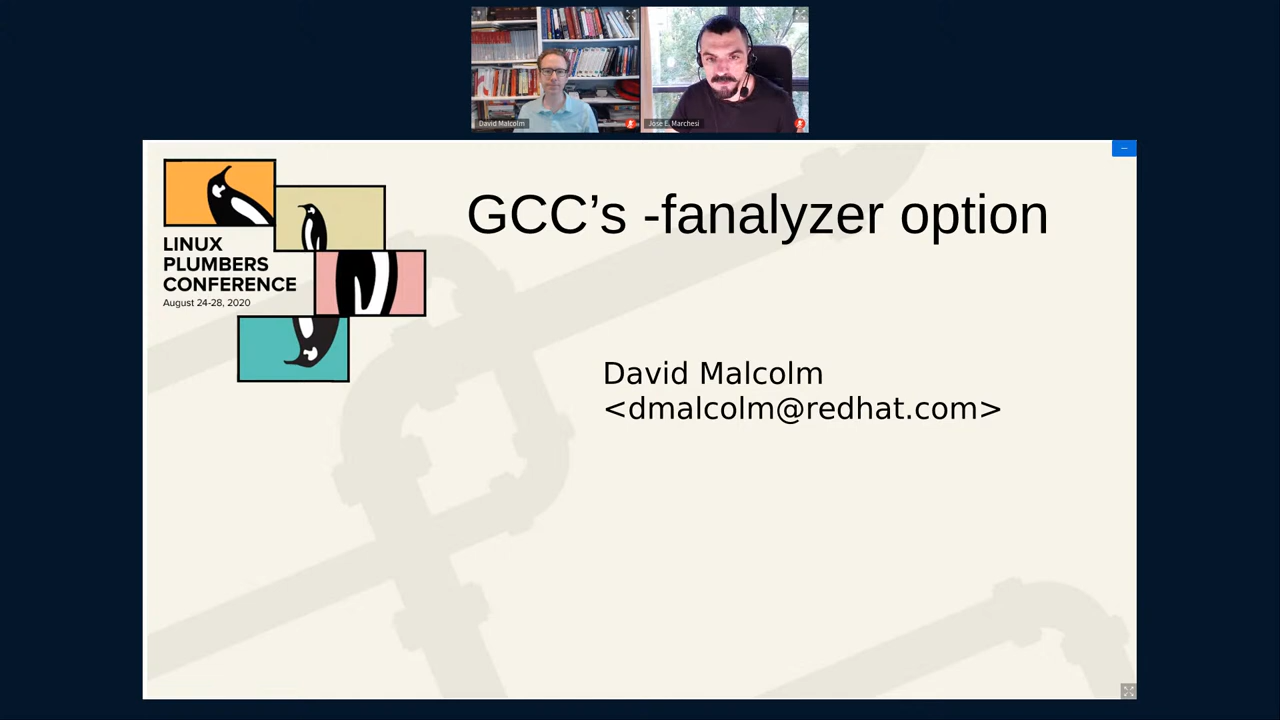 David Malcolm
Jose E. Marchesi
LINUX
PLUMBERS
CONFERENCE
August 24-28, 2020
GCC’s -fanalyzer option
David Malcolm
<dmalcolm@redhat.com>